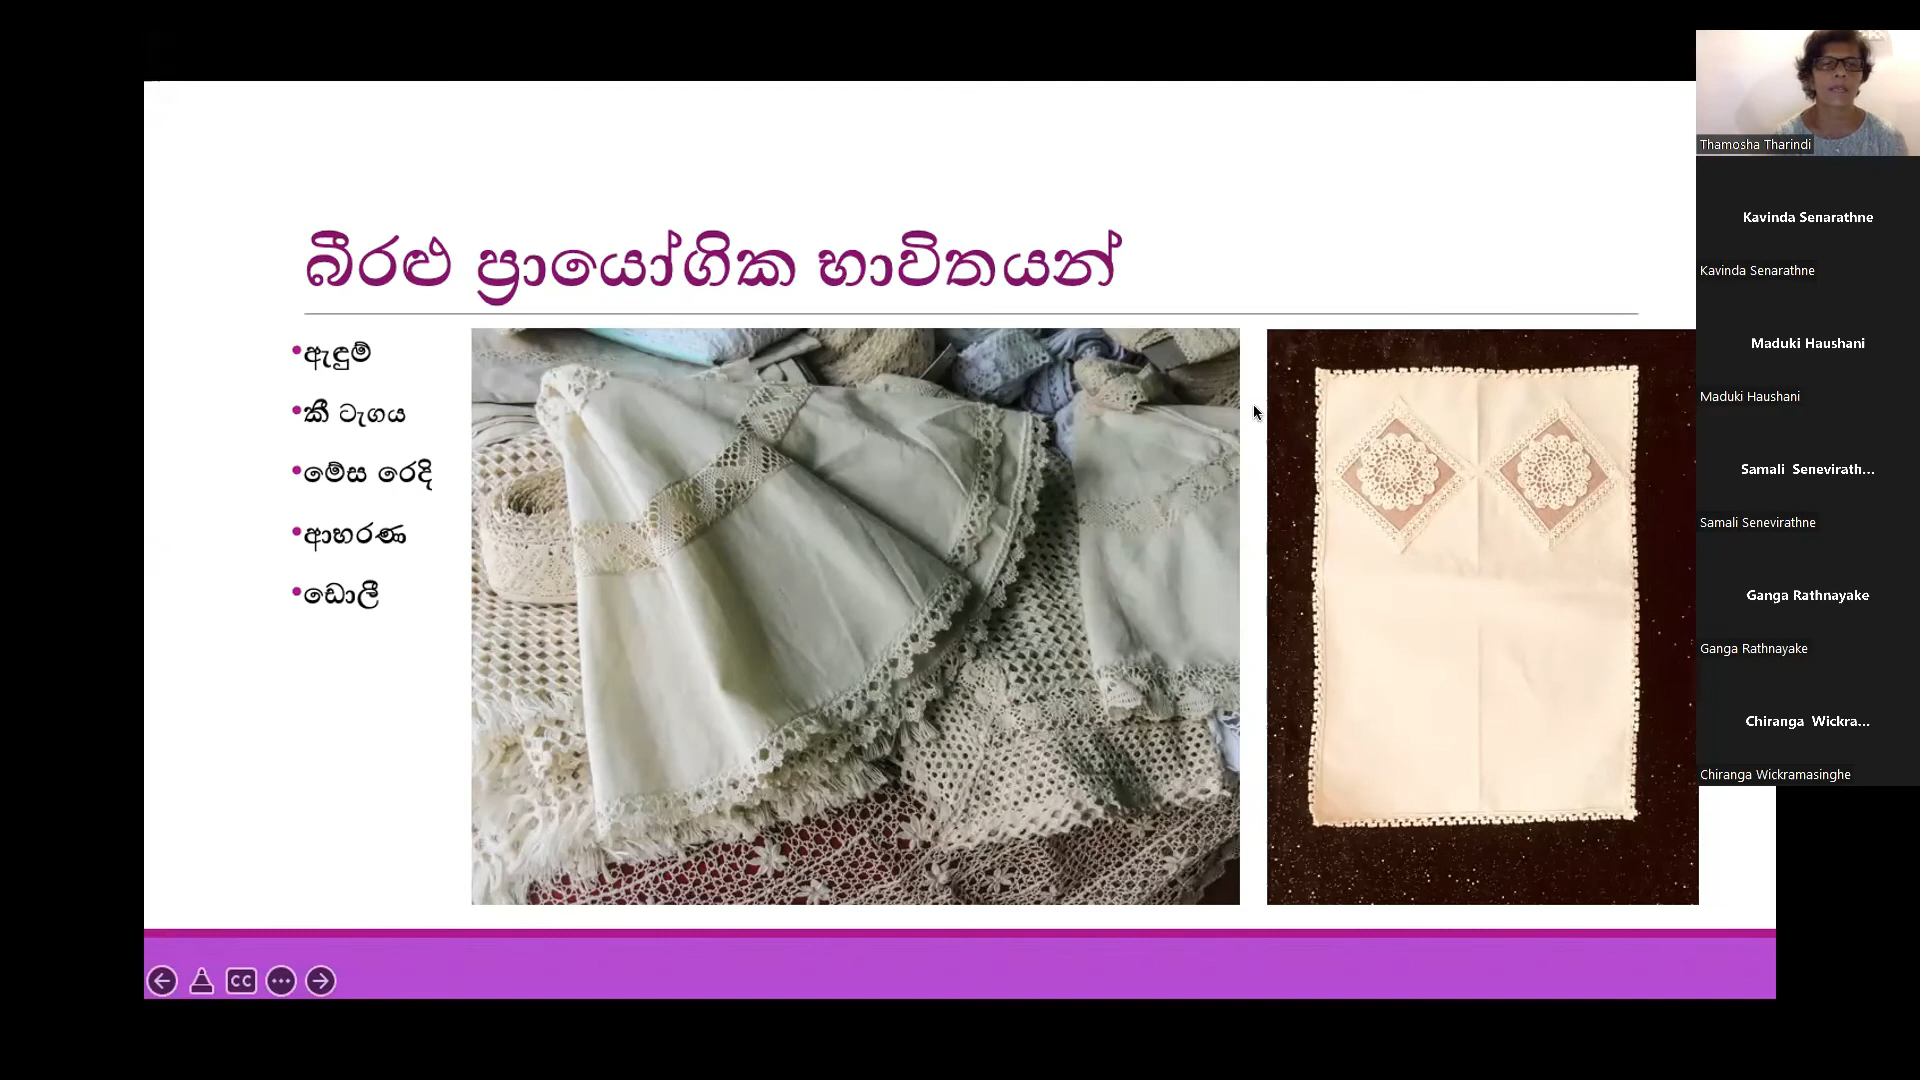 බීරළු ප්‍රායෝගික භාවිතයන්
•ඇඳුම්
•කී ටැගය
•මේස රෙදි
•ආභරණ
•ඩොලී
CC
Thamosha Tharindi
Kavinda Senarathne
Kavinda Senarathne
Maduki Haushani
Maduki Haushani
Samali Senevirath...
Samali Senevirathne
Ganga Rathnayake
Ganga Rathnayake
Chiranga Wickra...
Chiranga Wickramasinghe